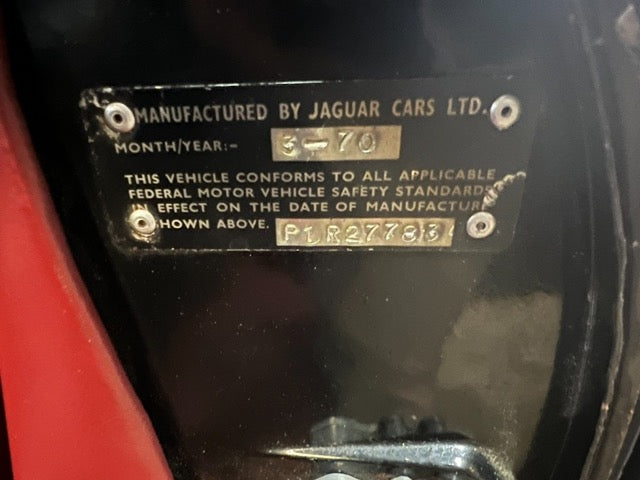 MANUFACTURED BY JAGUAR CARS LTD.
MONTH/YEAR:- 3-70
THIS VEHICLE CONFORMS TO ALL APPLICABLE
FEDERAL MOTOR VEHICLE SAFETY STANDARDS
IN EFFECT ON THE DATE OF MANUFACTUR
SHOWN ABOVE. P1R27783